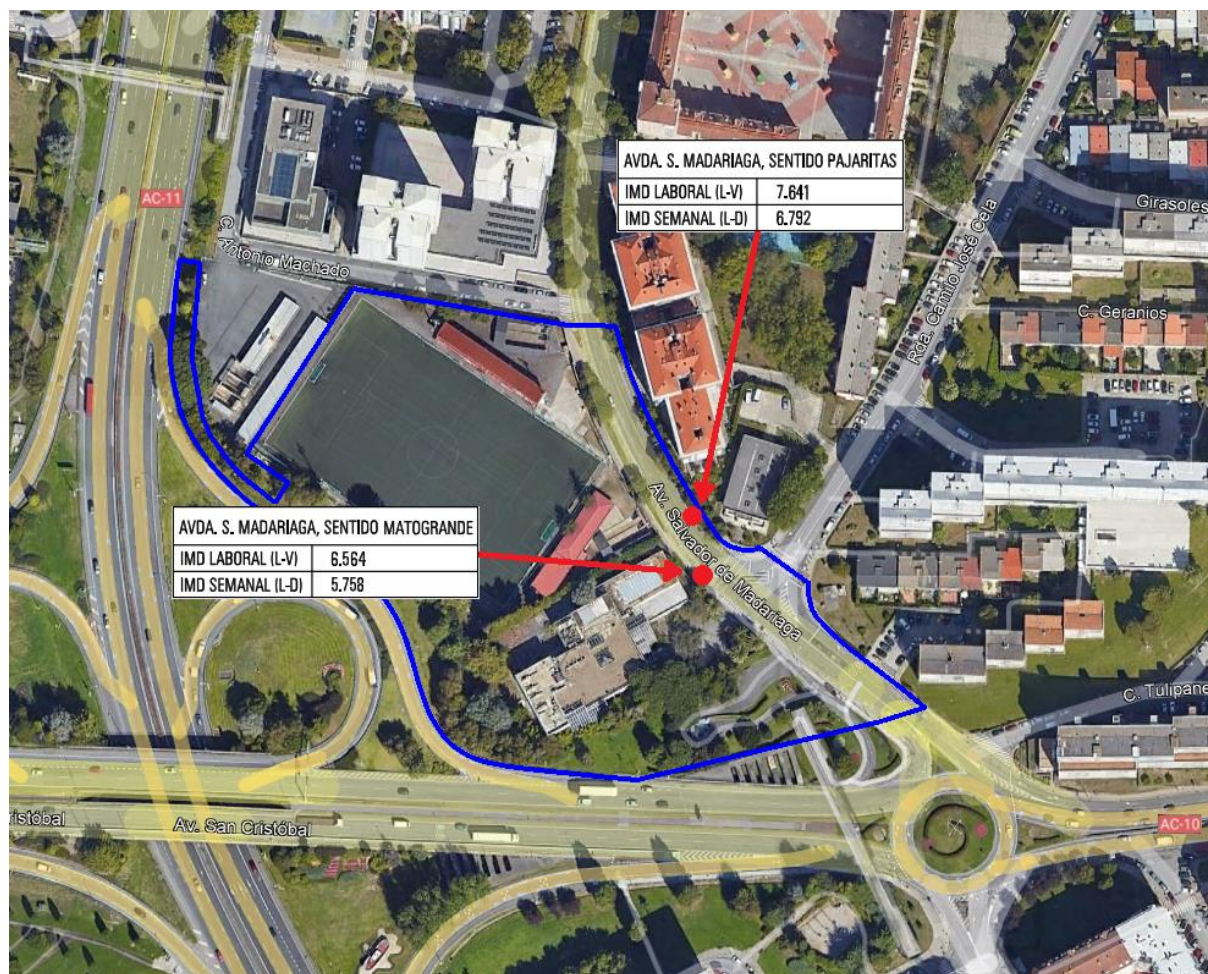 AVDA. S. MADARIAGA, SENTIDO PAJARITAS
IMD LABORAL (L-V) 7.641
IMD SEMANAL (L-D) 6.792
AC-11
Girasoles
C. Antonio Machado
Rda. Camilo José Cela
C. Geranios
Av. Salvador de Madariaga
AVDA. S. MADARIAGA, SENTIDO MATOGRANDE
IMD LABORAL (L-V) 6.564
IMD SEMANAL (L-D) 5.758
C. Tulipane
ristóbal
Av. San Cristóbal
AC-10